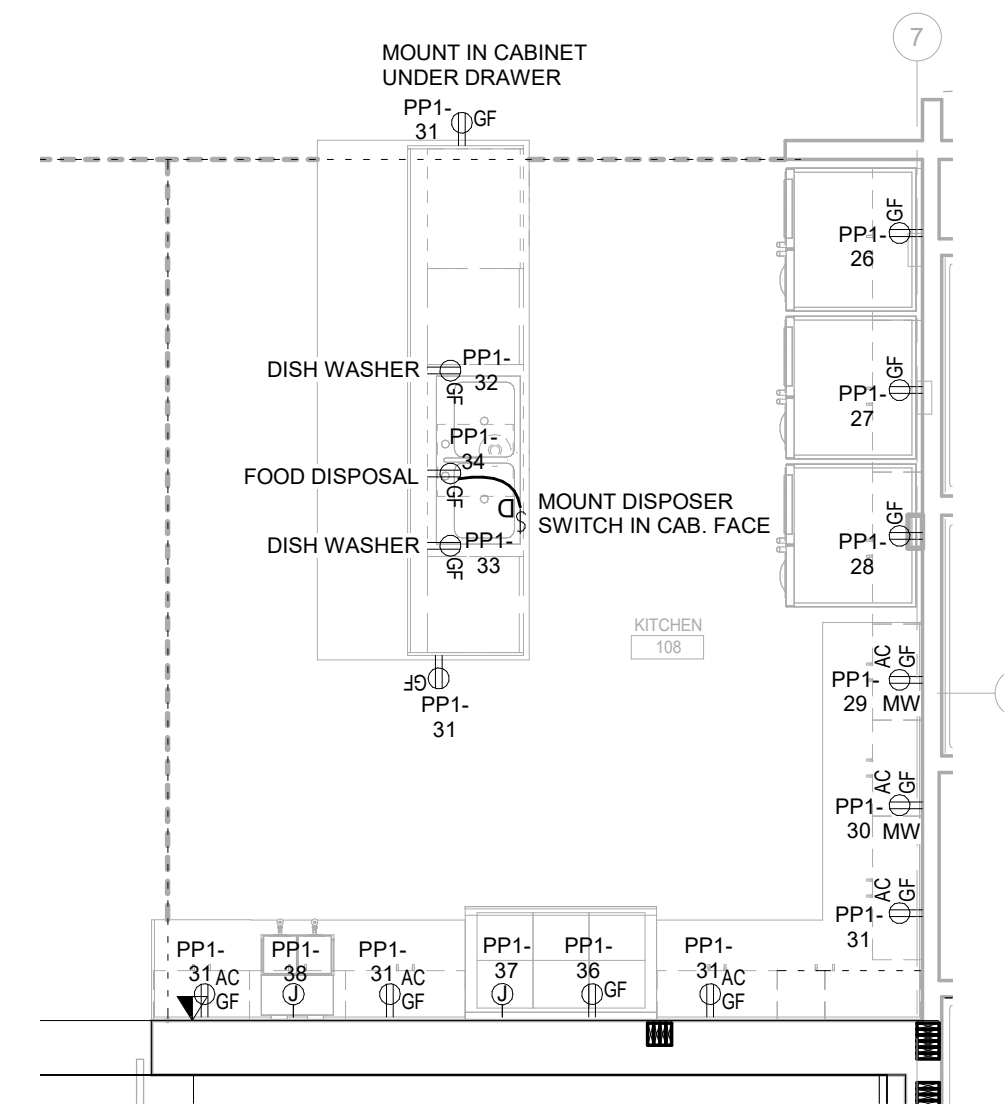 7
MOUNT IN CABINET
UNDER DRAWER
PP1-
31
GF
GF
PP1-
26
DISH WASHER
PP1-
32
GF
GF
PP1-
27
PP1-
34
FOOD DISPOSAL
GF
MOUNT DISPOSER
SWITCH IN CAB. FACE
D
S
GF
PP1-
28
DISH WASHER
PP1-
33
GF
KITCHEN
108
GF
PP1-
31
AC
GF
PP1-
29 MW
AC
GF
PP1-
30 MW
AC
GF
PP1-
31
PP1-
31 AC
GF
PP1-
38
J
PP1-
31 AC
GF
PP1-
37
J
PP1-
36
GF
PP1-
31 AC
GF